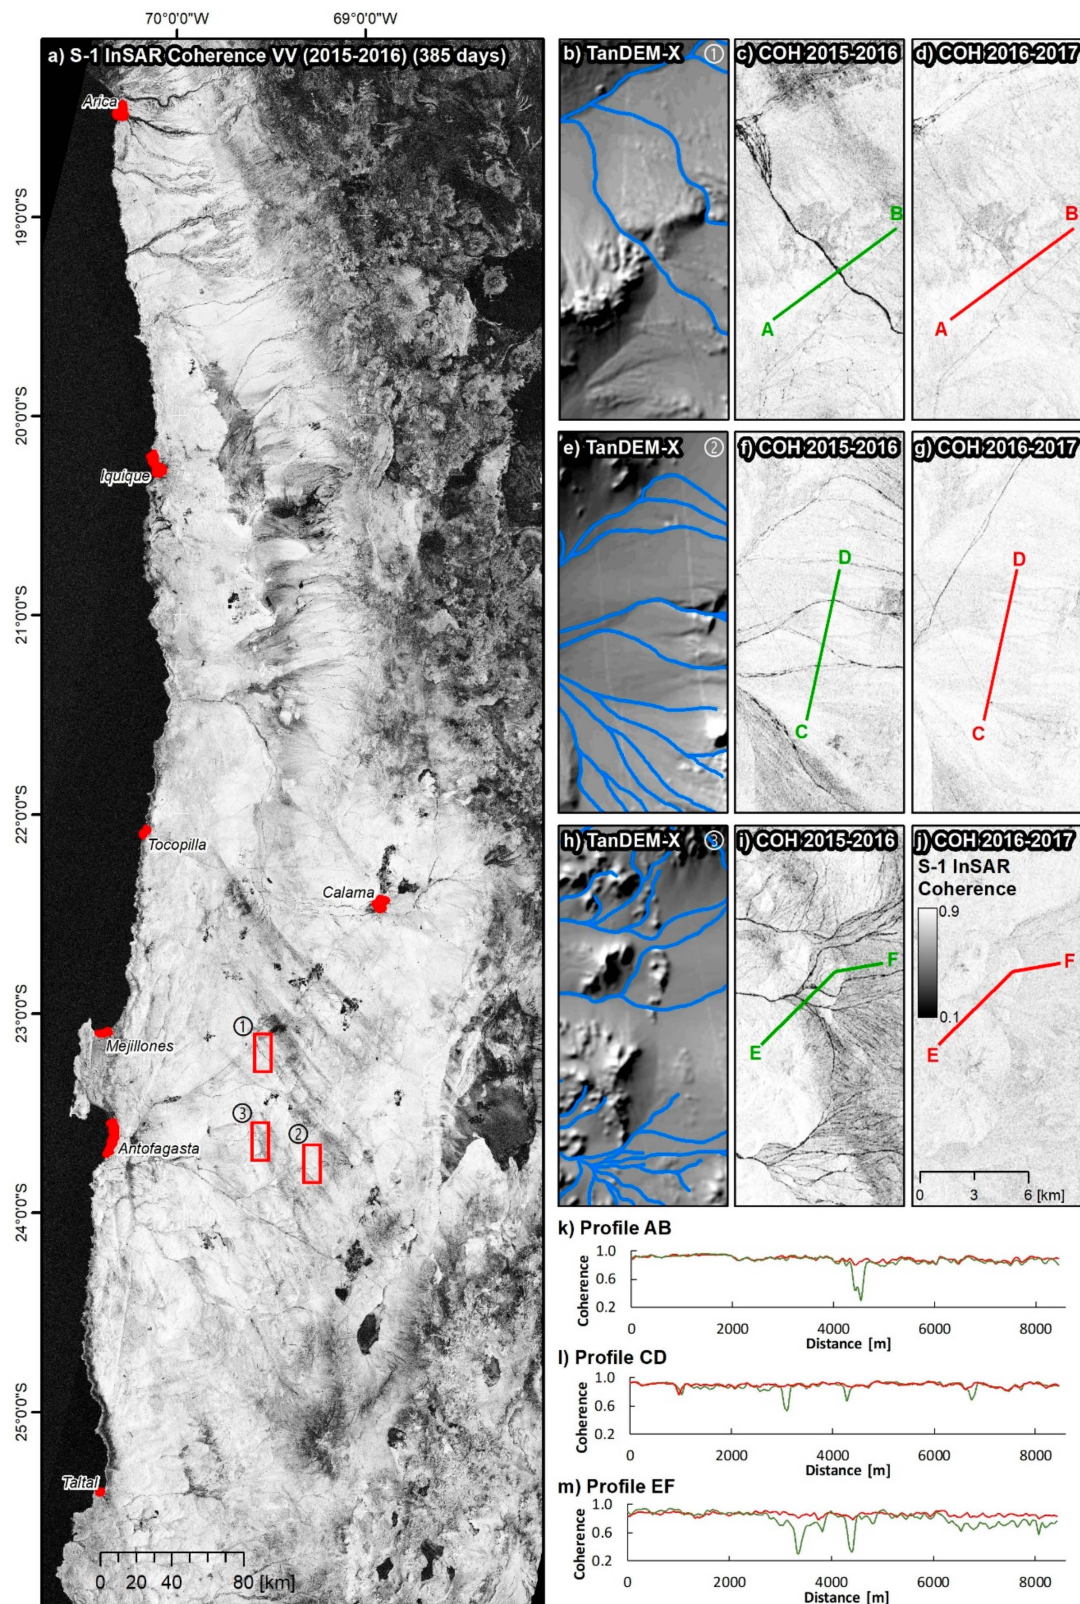 70°0'0"W 69°0'0"W
a) S-1 InSAR Coherence VV (2015-2016) (385 days)
19°0'0"S
20°0'0"S
21°0'0"S
22°0'0"S
23°0'0"S
24°0'0"S
25°0'0"S
Arica
Iquique
Tocopilla
Calama
Mejillones
Antofagasta
Taltal
1
3
2
0 20 40 80 [km]
b) TanDEM-X 1
c) COH 2015-2016
A
B
d) COH 2016-2017
A
B
e) TanDEM-X 2
f) COH 2015-2016
D
C
g) COH 2016-2017
D
C
h) TanDEM-X 3
i) COH 2015-2016
F
E
j) COH 2016-2017
S-1 InSAR
Coherence
0.9
0.1
F
E
0 3 6 [km]
k) Profile AB
Coherence
1.0
0.6
0.2
0 2000 4000 6000 8000
Distance [m]
l) Profile CD
Coherence
1.0
0.6
0.2
0 2000 4000 6000 8000
Distance [m]
m) Profile EF
Coherence
1.0
0.6
0.2
0 2000 4000 6000 8000
Distance [m]